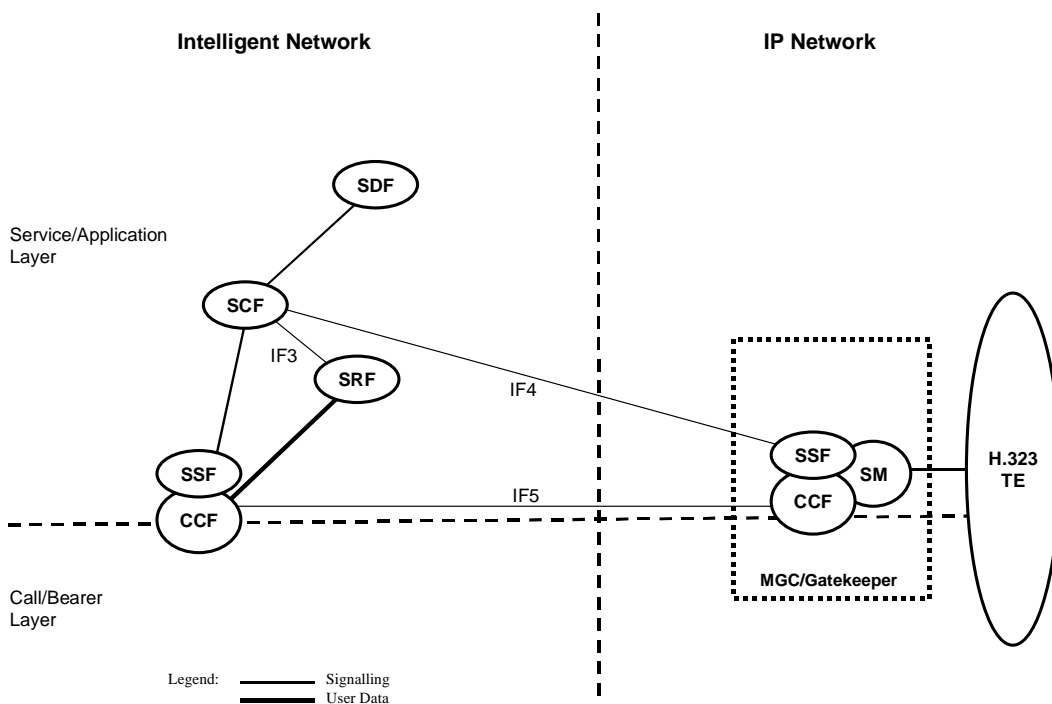 Intelligent Network
IP Network
SDF
Service/Application
Layer
SCF
IF3
SRF
IF4
SSF
CCF
IF5
SSF
SM
CCF
H.323
TE
MGC/Gatekeeper
Call/Bearer
Layer
Legend:
Signalling
User Data